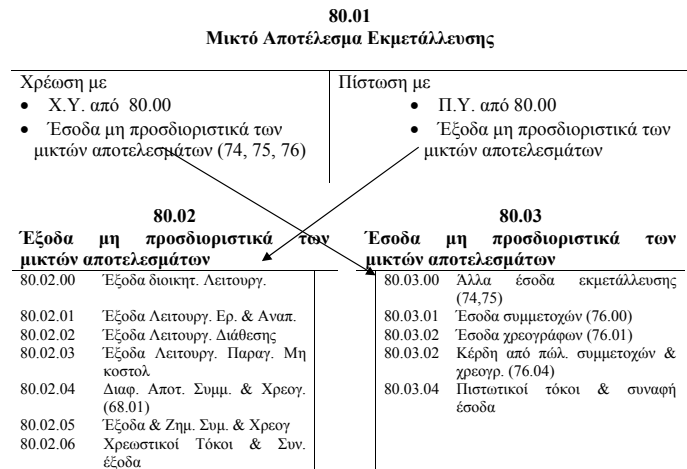 80.01
Μικτό Αποτέλεσμα Εκμετάλλευσης
Χρέωση με
• Χ.Υ. από 80.00
• Έσοδα μη προσδιοριστικά των
μικτών αποτελεσμάτων (74, 75, 76)
Πίστωση με
• Π.Υ. από 80.00
• Έξοδα μη προσδιοριστικά των
μικτών αποτελεσμάτων
80.02
Έξοδα μη προσδιοριστικά των
μικτών αποτελεσμάτων
80.02.00 Έξοδα διοικητ. Λειτουργ.
80.02.01 Έξοδα Λειτουργ. Ερ. & Αναπ.
80.02.02 Έξοδα Λειτουργ. Διάθεσης
80.02.03 Έξοδα Λειτουργ. Παραγ. Μη
κοστολ
80.02.04 Διαφ. Αποτ. Συμμ. & Χρεογ.
(68.01)
80.02.05 Έξοδα & Ζημ. Συμ. & Χρεογ
80.02.06 Χρεωστικοί Τόκοι & Συν.
έξοδα
80.03
Έσοδα μη προσδιοριστικά των
μικτών αποτελεσμάτων
80.03.00 Άλλα έσοδα εκμετάλλευσης
(74,75)
80.03.01 Έσοδα συμμετοχών (76.00)
80.03.02 Έσοδα χρεογράφων (76.01)
80.03.02 Κέρδη από πώλ. συμμετοχών &
χρεογρ. (76.04)
80.03.04 Πιστωτικοί τόκοι & συναφή
έσοδα